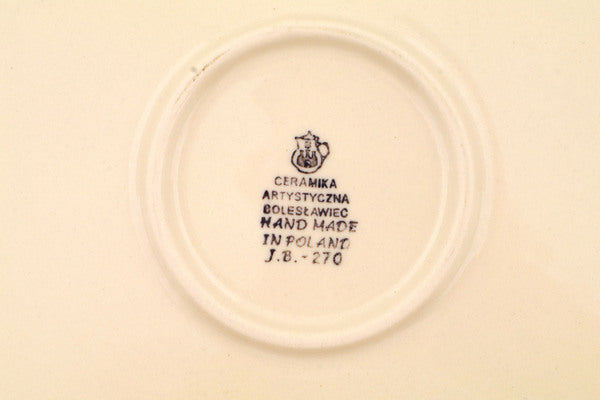 CERAMIKA
ARTYSTYCZNA
BOLESŁAWIEC
HAND MADE
IN POLAND
J.B.-270